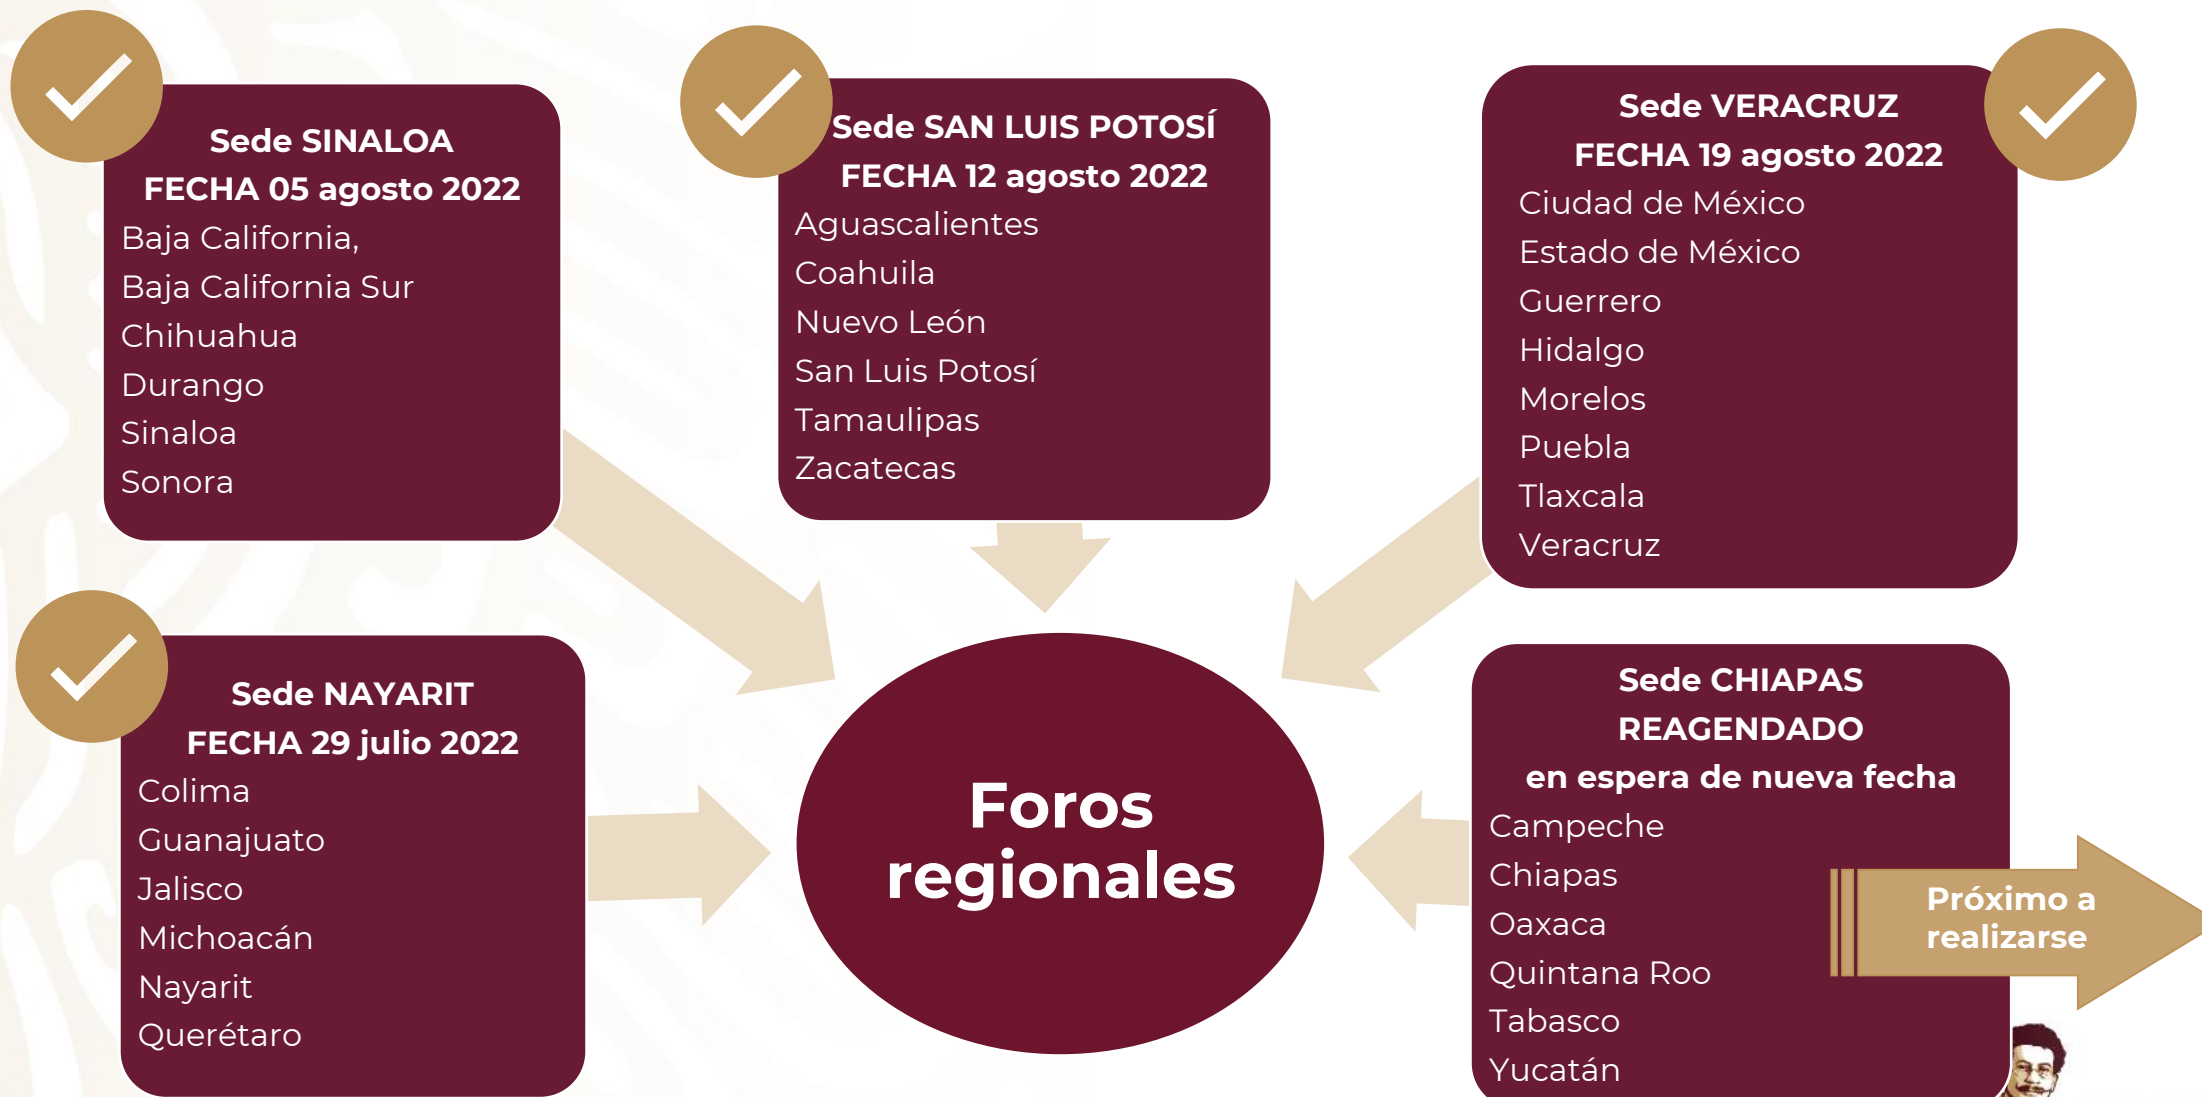 Sede SINALOA
FECHA 05 agosto 2022
Baja California,
Baja California Sur
Chihuahua
Durango
Sinaloa
Sonora
Sede SAN LUIS POTOSÍ
FECHA 12 agosto 2022
Aguascalientes
Coahuila
Nuevo León
San Luis Potosí
Tamaulipas
Zacatecas
Sede VERACRUZ
FECHA 19 agosto 2022
Ciudad de México
Estado de México
Guerrero
Hidalgo
Morelos
Puebla
Tlaxcala
Veracruz
Sede NAYARIT
FECHA 29 julio 2022
Colima
Guanajuato
Jalisco
Michoacán
Nayarit
Querétaro
Foros
regionales
Sede CHIAPAS
REAGENDADO
en espera de nueva fecha
Campeche
Chiapas
Oaxaca
Quintana Roo
Tabasco
Yucatán
Próximo a
realizarse